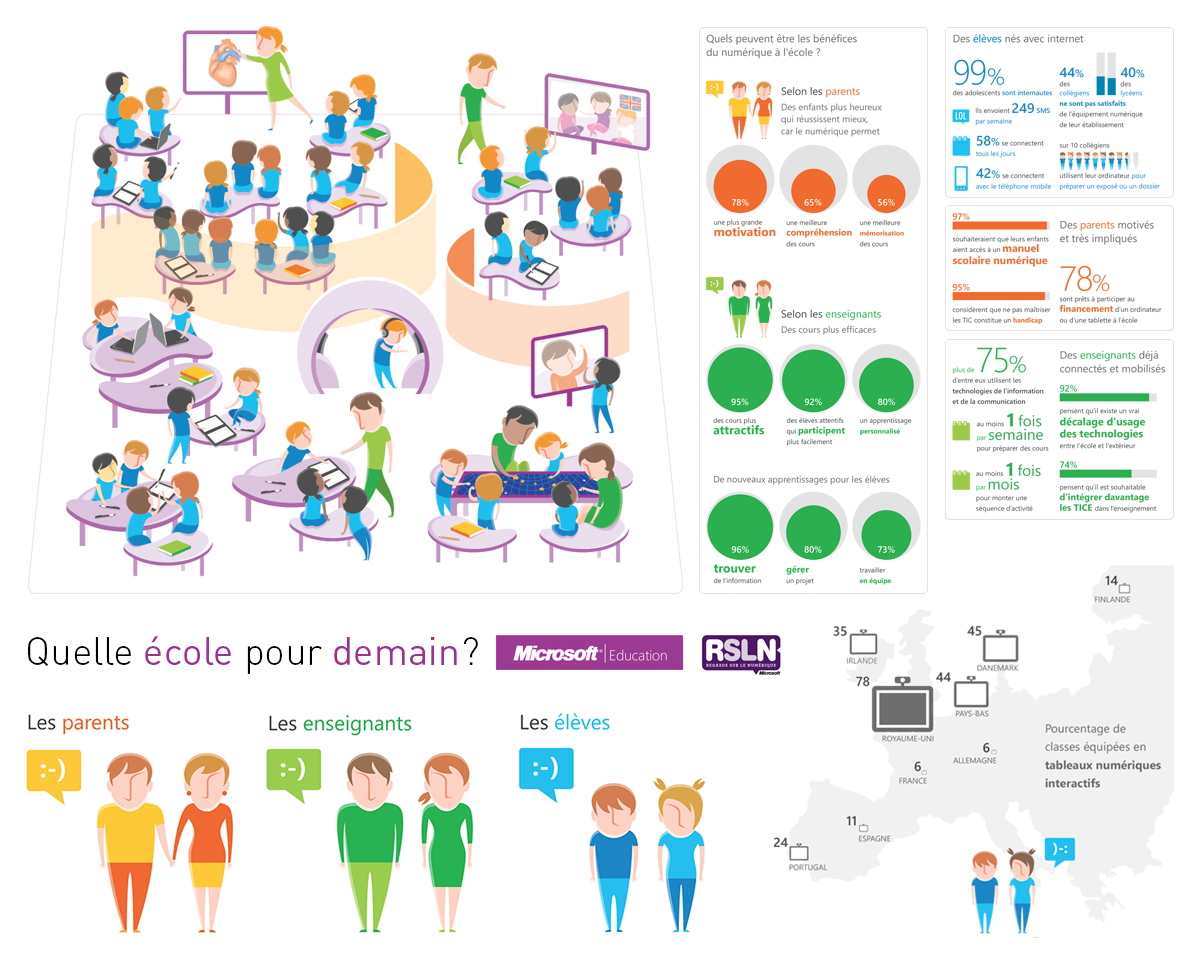 Quels peuvent être les bénéfices
du numérique à l'école ?
:-)
Selon les parents
Des enfants plus heureux
qui réussissent mieux,
car le numérique permet
78%
65%
56%
une plus grande
motivation
une meilleure
compréhension
des cours
une meilleure
mémorisation
des cours
:-)
Selon les enseignants
Des cours plus efficaces
95%
92%
80%
des cours plus
attractifs
des élèves attentifs
qui participent
plus facilement
un apprentissage
personnalisé
De nouveaux apprentissages pour les élèves
96%
80%
73%
trouver
de l'information
gérer
un projet
travailler
en équipe
Des élèves nés avec internet
99%
des adolescents sont internautes
LOL
Ils envoient 249 SMS
par semaine
58% se connectent
tous les jours
42% se connectent
avec le téléphone mobile
44%
des
collégiens
40%
des
lycéens
ne sont pas satisfaits
de l'équipement numérique
de leur établissement
sur 10 collégiens
utilisent leur ordinateur pour
préparer un exposé ou un dossier
97%
souhaiteraient que leurs enfants
aient accès à un manuel
scolaire numérique
95%
considèrent que ne pas maîtriser
les TIC constitue un handicap
Des parents motivés
et très impliqués
78%
sont prêts à participer au
financement d'un ordinateur
ou d'une tablette à l'école
plus de 75%
d'entre eux utilisent les
technologies de l'information
et de la communication
au moins 1 fois
par semaine
pour préparer des cours
au moins 1 fois
par mois
pour monter une
séquence d'activité
Des enseignants déjà
connectés et mobilisés
92%
pensent qu'il existe un vrai
décalage d'usage
des technologies
entre l'école et l'extérieur
74%
pensent qu'il est souhaitable
d'intégrer davantage
les TICE dans l'enseignement
Quelle école pour demain ?
Microsoft | Education
RSLN
REGARDS SUR LE NUMÉRIQUE
Microsoft
Les parents
:-)
Les enseignants
:-)
Les élèves
:-)
14
FINLANDE
35
IRLANDE
45
DANEMARK
78
ROYAUME-UNI
44
PAYS-BAS
6
ALLEMAGNE
6
FRANCE
11
ESPAGNE
24
PORTUGAL
Pourcentage de
classes équipées en
tableaux numériques
interactifs
)-: